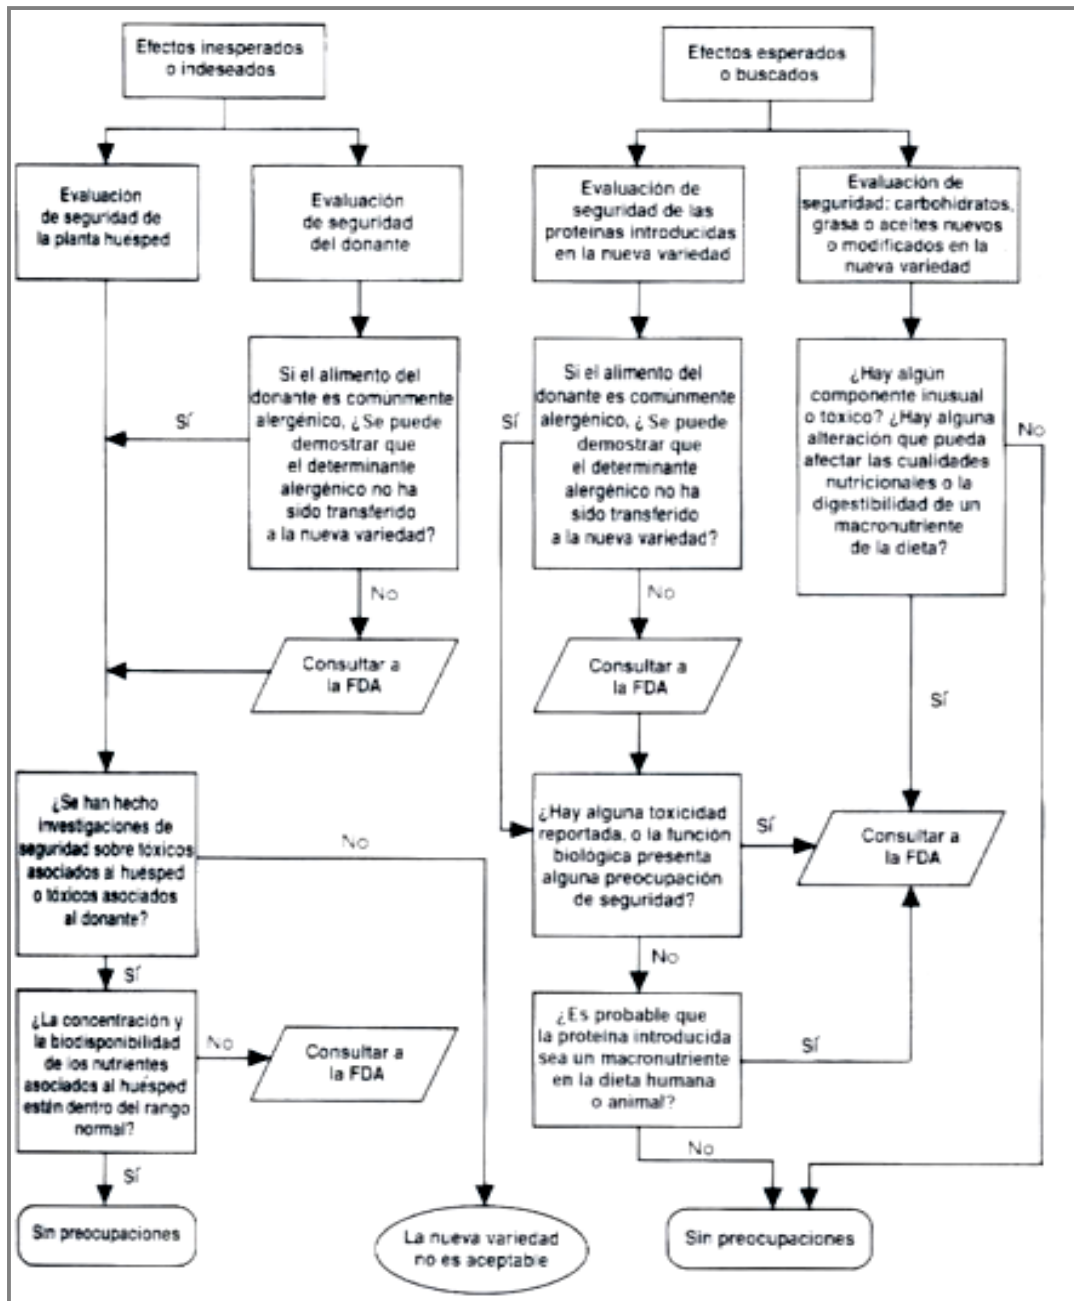 Efectos inesperados
o indeseados
Evaluación
de seguridad de
la planta huésped
Evaluación
de seguridad
del donante
Si el alimento del
donante es comúnmente
alergénico, ¿Se puede
demostrar que
el determinante
alergénico no ha
sido transferido
a la nueva variedad?
Sí
No
Consultar a
la FDA
¿Se han hecho
investigaciones de
seguridad sobre tóxicos
asociados al huésped
o tóxicos asociados
al donante?
No
Sí
¿La concentración y
la biodisponibilidad
de los nutrientes
asociados al huésped
están dentro del rango
normal?
No
Consultar a
la FDA
Sí
Sin preocupaciones
La nueva variedad
no es aceptable
Efectos esperados
o buscados
Evaluación de
seguridad de las
proteínas introducidas
en la nueva variedad
Evaluación de
seguridad: carbohidratos,
grasa o aceites nuevos
o modificados en la
nueva variedad
Si el alimento del
donante es comúnmente
alergénico, ¿Se puede
demostrar que
el determinante
alergénico no ha
sido transferido
a la nueva variedad?
Sí
No
Consultar a
la FDA
¿Hay algún
componente inusual
o tóxico? ¿Hay alguna
alteración que pueda
afectar las cualidades
nutricionales o la
digestibilidad de un
macronutriente
de la dieta?
No
Sí
¿Hay alguna toxicidad
reportada, o la función
biológica presenta
alguna preocupación
de seguridad?
Sí
Consultar a
la FDA
No
¿Es probable que
la proteína introducida
sea un macronutriente
en la dieta humana
o animal?
Sí
No
Sin preocupaciones